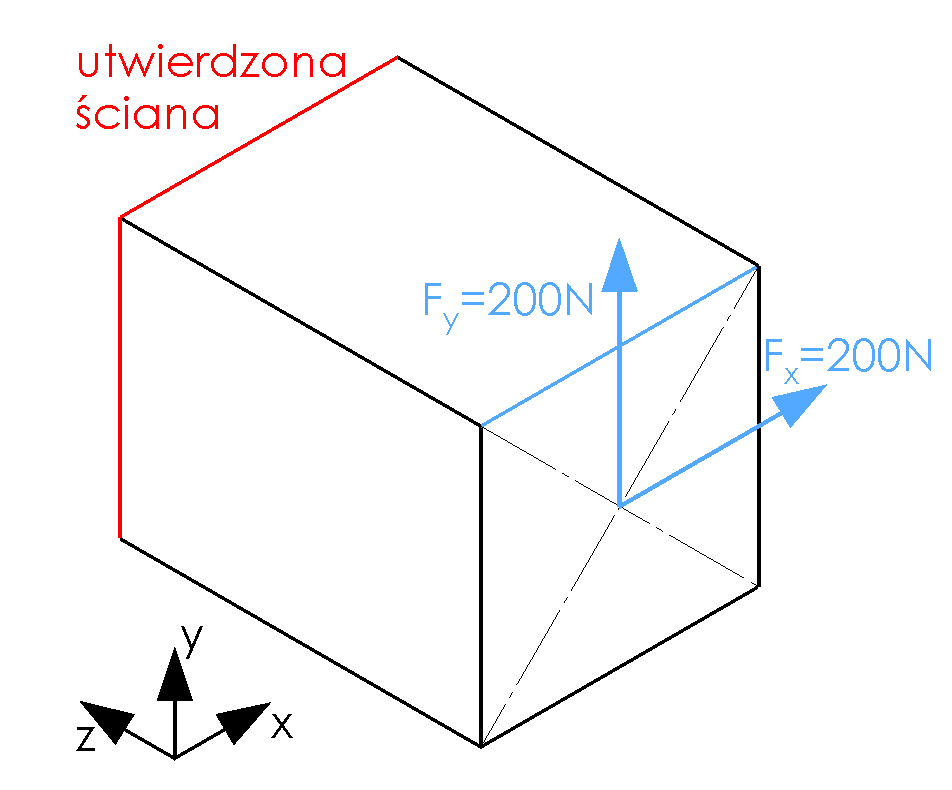 utwierdzona
ściana
Fy=200N
Fx=200N
y
z
x